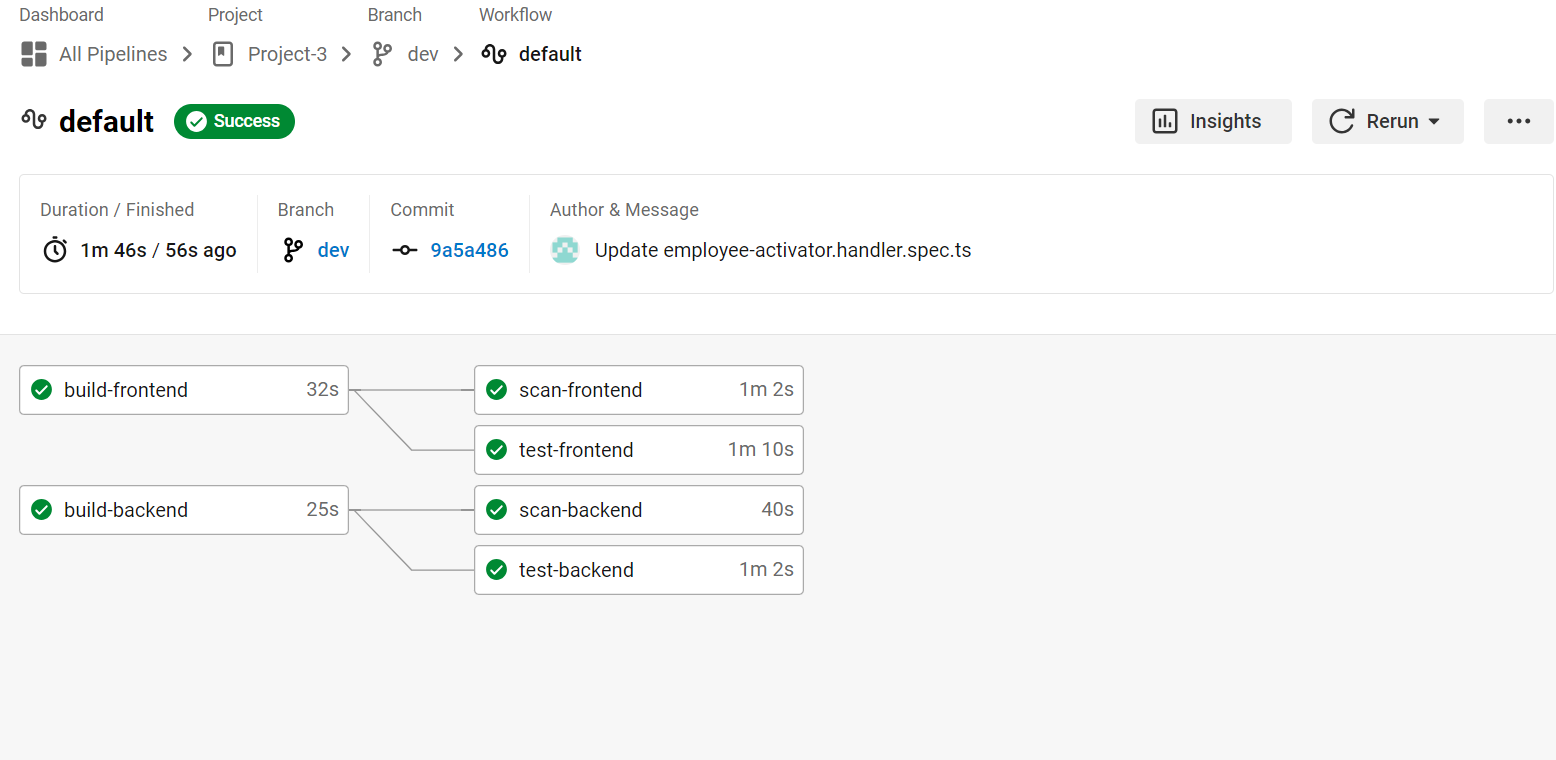 Dashboard Project Branch Workflow
All Pipelines Project-3 dev default
default Success Insights Rerun
Duration / Finished Branch Commit Author & Message
1m 46s / 56s ago dev 9a5a486 Update employee-activator.handler.spec.ts
build-frontend 32s scan-frontend 1m 2s
test-frontend 1m 10s
build-backend 25s scan-backend 40s
test-backend 1m 2s